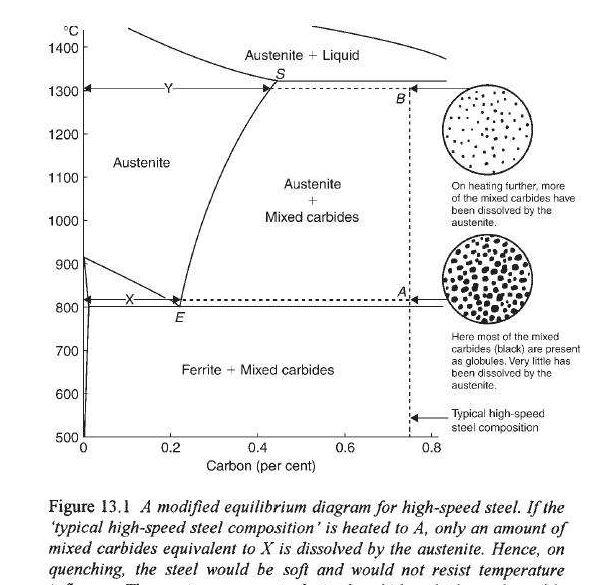 °C
1400
1300
1200
1100
1000
900
800
700
600
500
Austenite + Liquid
S
Y
B
Austenite
Austenite
+
Mixed carbides
On heating further, more
of the mixed carbides have
been dissolved by the
austenite.
X
A
E
Here most of the mixed
carbides (black) are present
as globules. Very little has
been dissolved by the
austenite.
Ferrite + Mixed carbides
Typical high-speed
steel composition
0
0.2
0.4
0.6
0.8
Carbon (per cent)
Figure 13.1 A modified equilibrium diagram for high-speed steel. If the
‘typical high-speed steel composition’ is heated to A, only an amount of
mixed carbides equivalent to X is dissolved by the austenite. Hence, on
quenching, the steel would be soft and would not resist temperature